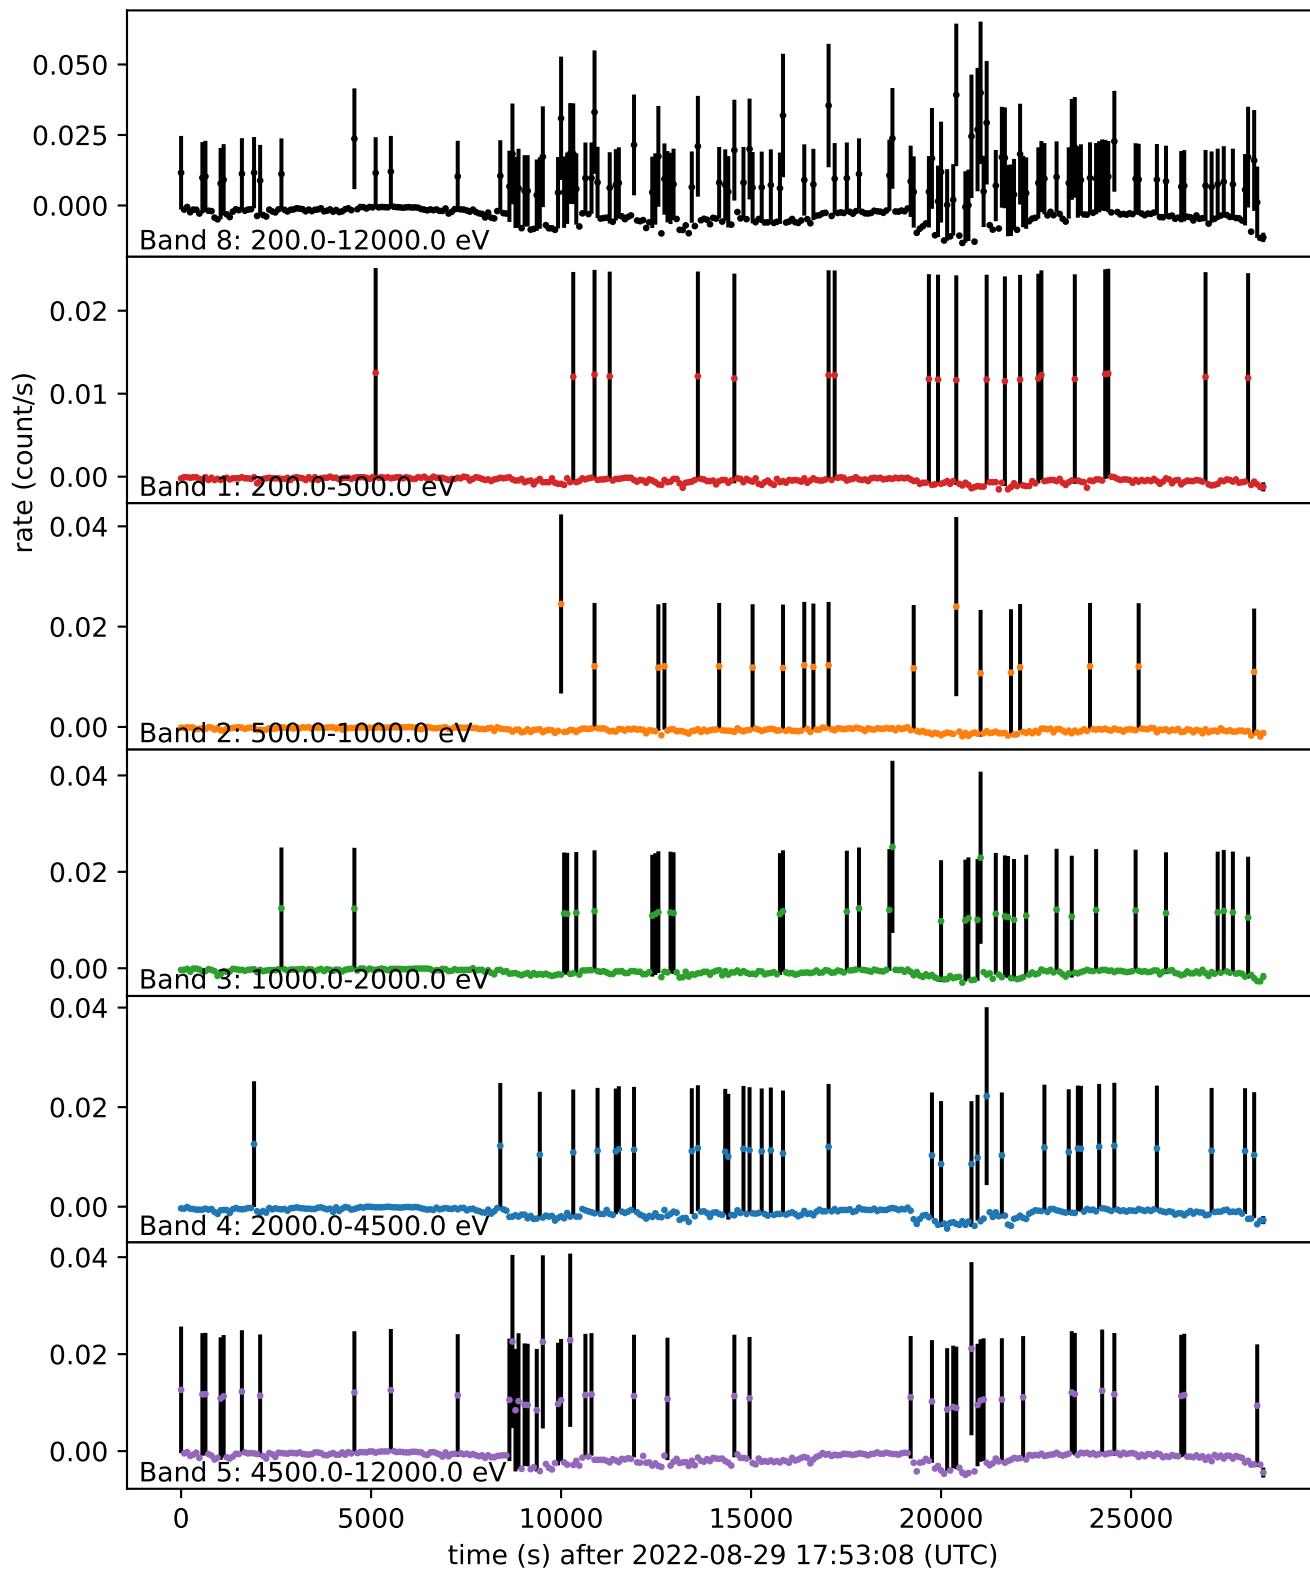 0.050
0.025
0.000
Band 8: 200.0-12000.0 eV
0.02
0.01
0.00
Band 1: 200.0-500.0 eV
rate (count/s)
0.04
0.02
0.00
Band 2: 500.0-1000.0 eV
0.04
0.02
0.00
Band 3: 1000.0-2000.0 eV
0.04
0.02
0.00
Band 4: 2000.0-4500.0 eV
0.04
0.02
0.00
Band 5: 4500.0-12000.0 eV
0 5000 10000 15000 20000 25000
time (s) after 2022-08-29 17:53:08 (UTC)